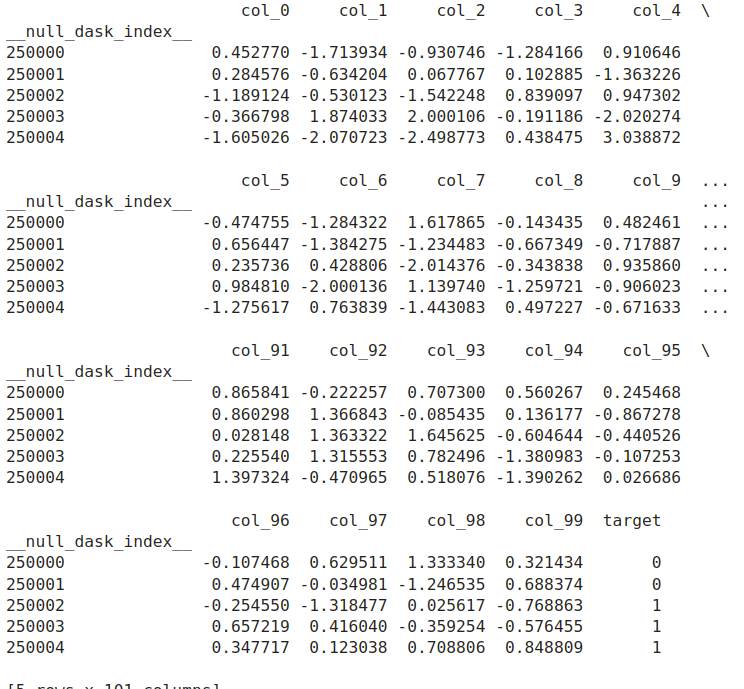 col_0 col_1 col_2 col_3 col_4 \
__null_dask_index__
250000 0.452770 -1.713934 -0.930746 -1.284166 0.910646
250001 0.284576 -0.634204 0.067767 0.102885 -1.363226
250002 -1.189124 -0.530123 -1.542248 0.839097 0.947302
250003 -0.366798 1.874033 2.000106 -0.191186 -2.020274
250004 -1.605026 -2.070723 -2.498773 0.438475 3.038872
col_5 col_6 col_7 col_8 col_9 ...
__null_dask_index__ ...
250000 -0.474755 -1.284322 1.617865 -0.143435 0.482461 ...
250001 0.656447 -1.384275 -1.234483 -0.667349 -0.717887 ...
250002 0.235736 0.428806 -2.014376 -0.343838 0.935860 ...
250003 0.984810 -2.000136 1.139740 -1.259721 -0.906023 ...
250004 -1.275617 0.763839 -1.443083 0.497227 -0.671633 ...
col_91 col_92 col_93 col_94 col_95 \
__null_dask_index__
250000 0.865841 -0.222257 0.707300 0.560267 0.245468
250001 0.860298 1.366843 -0.085435 0.136177 -0.867278
250002 0.028148 1.363322 1.645625 -0.604644 -0.440526
250003 0.225540 1.315553 0.782496 -1.380983 -0.107253
250004 1.397324 -0.470965 0.518076 -1.390262 0.026686
col_96 col_97 col_98 col_99 target
__null_dask_index__
250000 -0.107468 0.629511 1.333340 0.321434 0
250001 0.474907 -0.034981 -1.246535 0.688374 0
250002 -0.254550 -1.318477 0.025617 -0.768863 1
250003 0.657219 0.416040 -0.359254 -0.576455 1
250004 0.347717 0.123038 0.708806 0.848809 1
[5 rows x 101 columns]